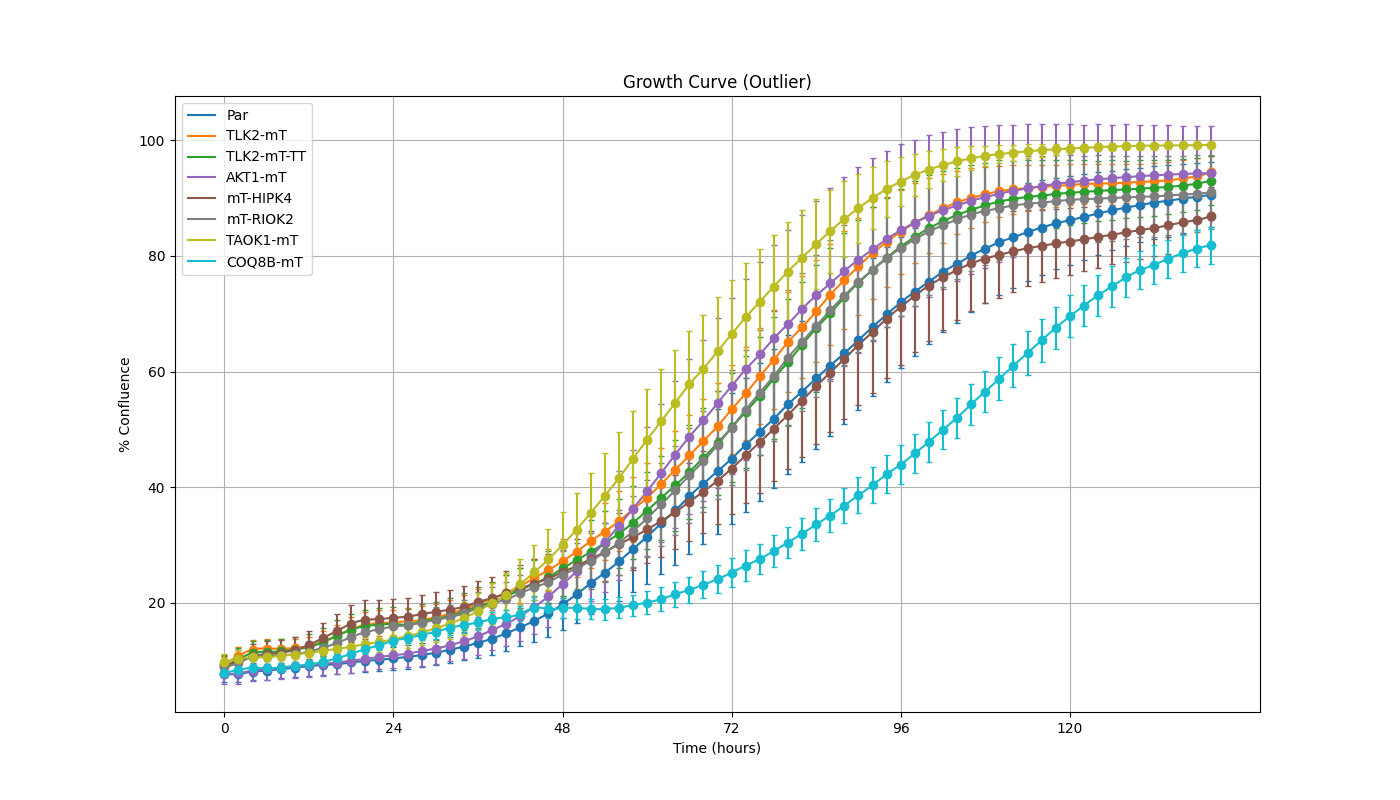 Growth Curve (Outlier)
Par
TLK2-mT
TLK2-mT-TT
AKT1-mT
mT-HIPK4
mT-RIOK2
TAOK1-mT
COQ8B-mT
100
80
60
40
20
% Confluence
0 24 48 72 96 120
Time (hours)